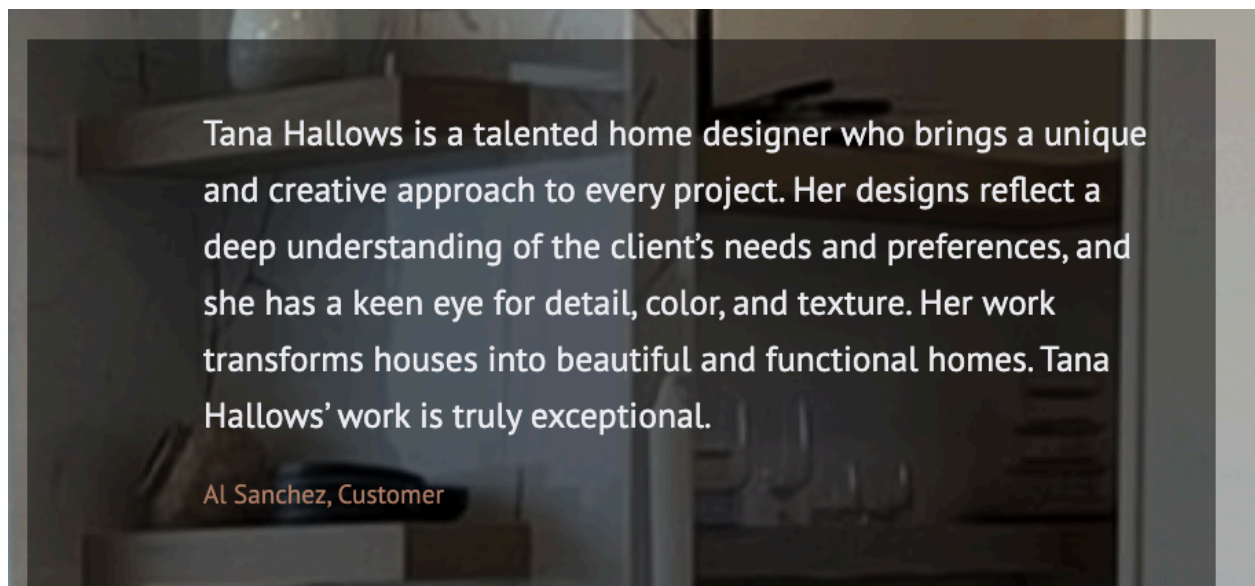 Tana Hallows is a talented home designer who brings a unique
and creative approach to every project. Her designs reflect a
deep understanding of the client’s needs and preferences, and
she has a keen eye for detail, color, and texture. Her work
transforms houses into beautiful and functional homes. Tana
Hallows’ work is truly exceptional.
Al Sanchez, Customer